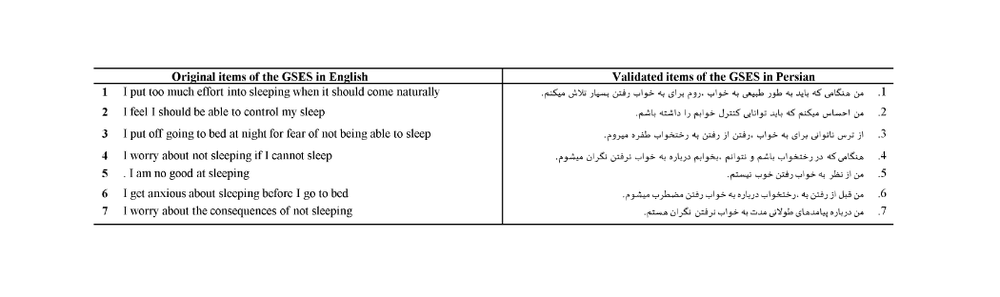 Original items of the GSES in English
Validated items of the GSES in Persian
1 I put too much effort into sleeping when it should come naturally
1. من هنگامی که باید به طور طبیعی به خواب ،روم برای به خواب رفتن بسیار تلاش میکنم.
2 I feel I should be able to control my sleep
2. من احساس میکنم که باید توانایی کنترل خوابم را داشته باشم.
3 I put off going to bed at night for fear of not being able to sleep
3. از ترس ناتوانی برای به خواب ،رفتن از رفتن به رختخواب طفره میروم.
4 I worry about not sleeping if I cannot sleep
4. هنگامی که در رختخواب باشم و نتوانم ،بخوابم درباره به خواب نرفتن نگران میشوم.
5 . I am no good at sleeping
5. من از نظر به خواب رفتن خوب نیستم.
6 I get anxious about sleeping before I go to bed
6. من قبل از رفتن به ،رختخواب درباره به خواب رفتن مضطرب میشوم.
7 I worry about the consequences of not sleeping
7. من درباره پیامدهای طولانی مدت به خواب نرفتن نگران هستم.